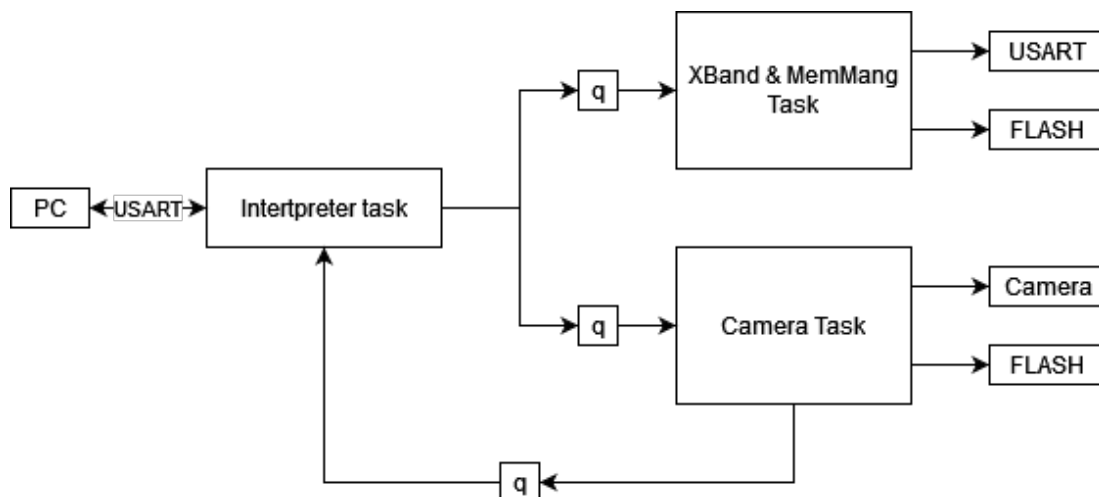 USART
XBand & MemMang
Task
q
FLASH
PC
USART
Intertpreter task
Camera
q
Camera Task
FLASH
q